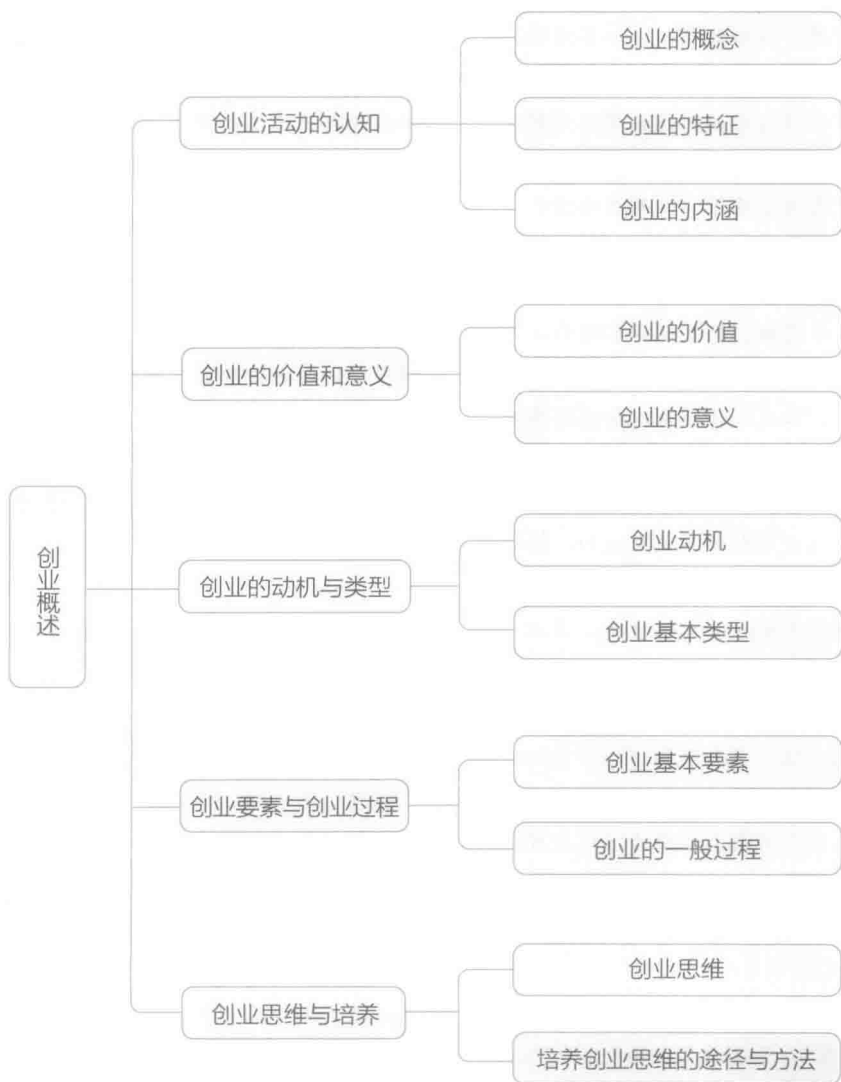 创业概述
创业活动的认知
创业的概念
创业的特征
创业的内涵
创业的价值和意义
创业的价值
创业的意义
创业的动机与类型
创业动机
创业基本类型
创业要素与创业过程
创业基本要素
创业的一般过程
创业思维与培养
创业思维
培养创业思维的途径与方法